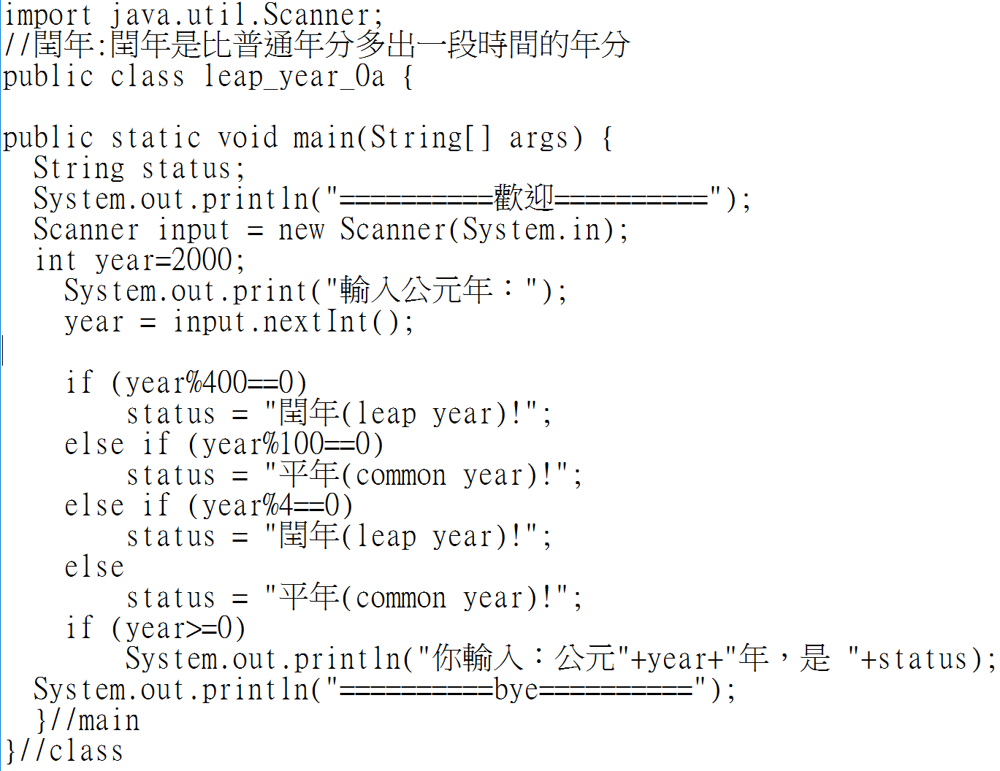 import java.util.Scanner;
//閏年:閏年是比普通年分多出一段時間的年分
public class leap_year_0a {
public static void main(String[] args) {
String status;
System.out.println("==========歡迎==========");
Scanner input = new Scanner(System.in);
int year=2000;
System.out.print("輸入公元年：");
year = input.nextInt();
if (year%400==0)
status = "閏年(leap year)!";
else if (year%100==0)
status = "平年(common year)!";
else if (year%4==0)
status = "閏年(leap year)!";
else
status = "平年(common year)!";
if (year>=0)
System.out.println("你輸入：公元"+year+"年，是 "+status);
System.out.println("==========bye==========");
}//main
}//class